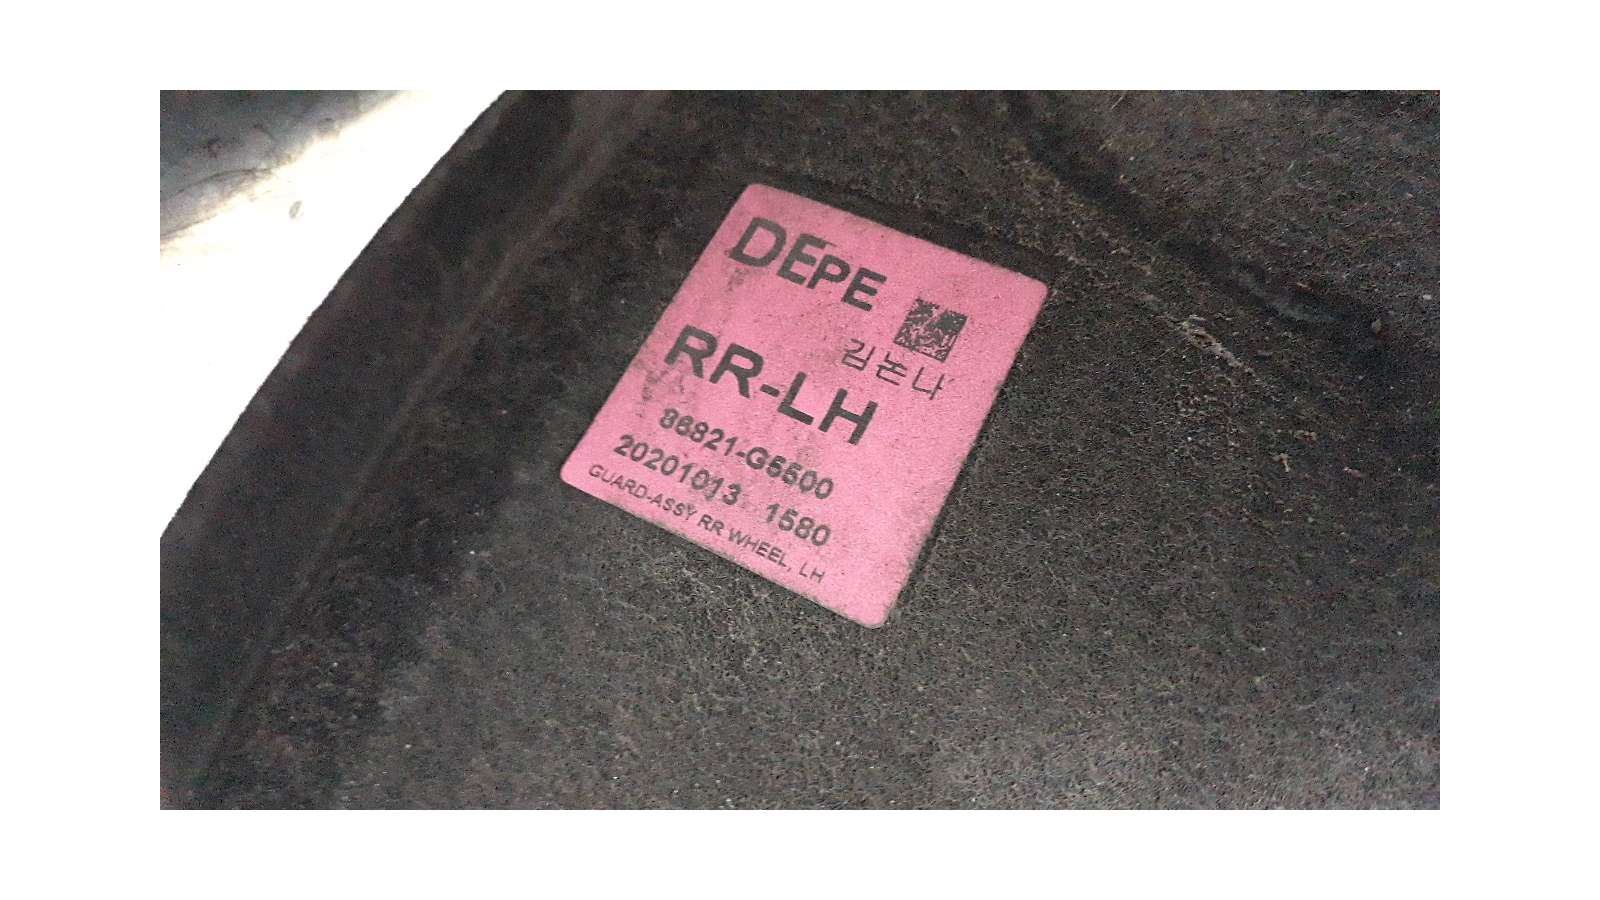 DEPE
김논나
RR-LH
86821-G5500
20201013 1580
GUARD-ASSY RR WHEEL, LH